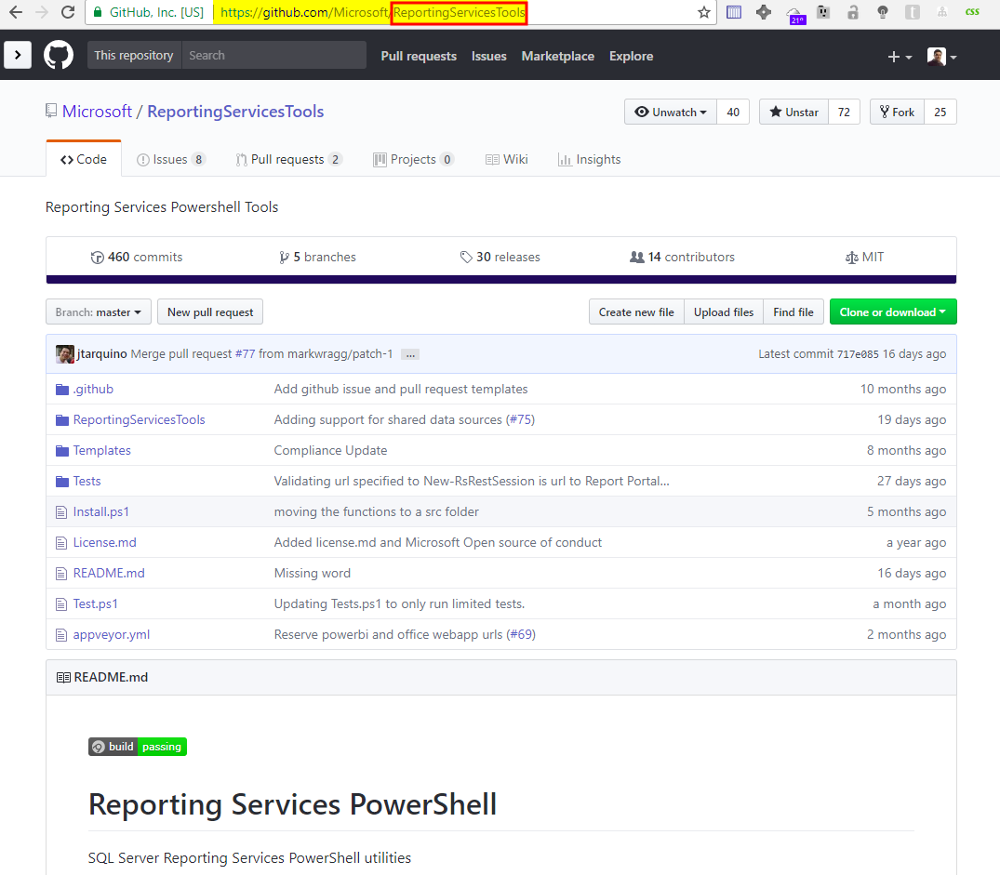 GitHub, Inc. [US] https://github.com/Microsoft/ReportingServicesTools 21° css
This repository Search Pull requests Issues Marketplace Explore
Microsoft / ReportingServicesTools Unwatch 40 Unstar 72 Fork 25
Code Issues 8 Pull requests 2 Projects 0 Wiki Insights
Reporting Services Powershell Tools
460 commits 5 branches 30 releases 14 contributors MIT
Branch: master New pull request Create new file Upload files Find file Clone or download
jtarquino Merge pull request #77 from markwragg/patch-1 … Latest commit 717e085 16 days ago
.github Add github issue and pull request templates 10 months ago
ReportingServicesTools Adding support for shared data sources (#75) 19 days ago
Templates Compliance Update 8 months ago
Tests Validating url specified to New-RsRestSession is url to Report Portal… 27 days ago
Install.ps1 moving the functions to a src folder 5 months ago
License.md Added license.md and Microsoft Open source of conduct a year ago
README.md Missing word 16 days ago
Test.ps1 Updating Tests.ps1 to only run limited tests. a month ago
appveyor.yml Reserve powerbi and office webapp urls (#69) 2 months ago
README.md
build passing
Reporting Services PowerShell
SQL Server Reporting Services PowerShell utilities